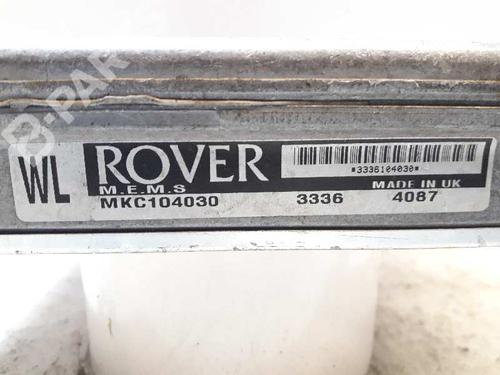 B-PAR
WL
ROVER
*3336104030*
M.E.M.S
MADE IN UK
MKC104030 3336 4087